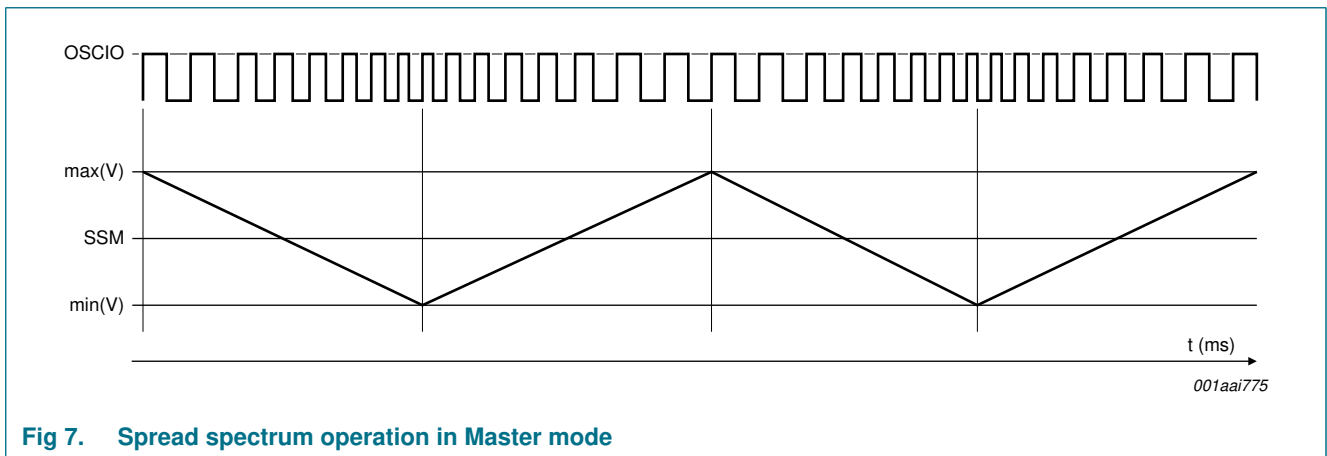 OSCIO
max(V)
SSM
min(V)
t (ms)
001aai775
Fig 7. Spread spectrum operation in Master mode